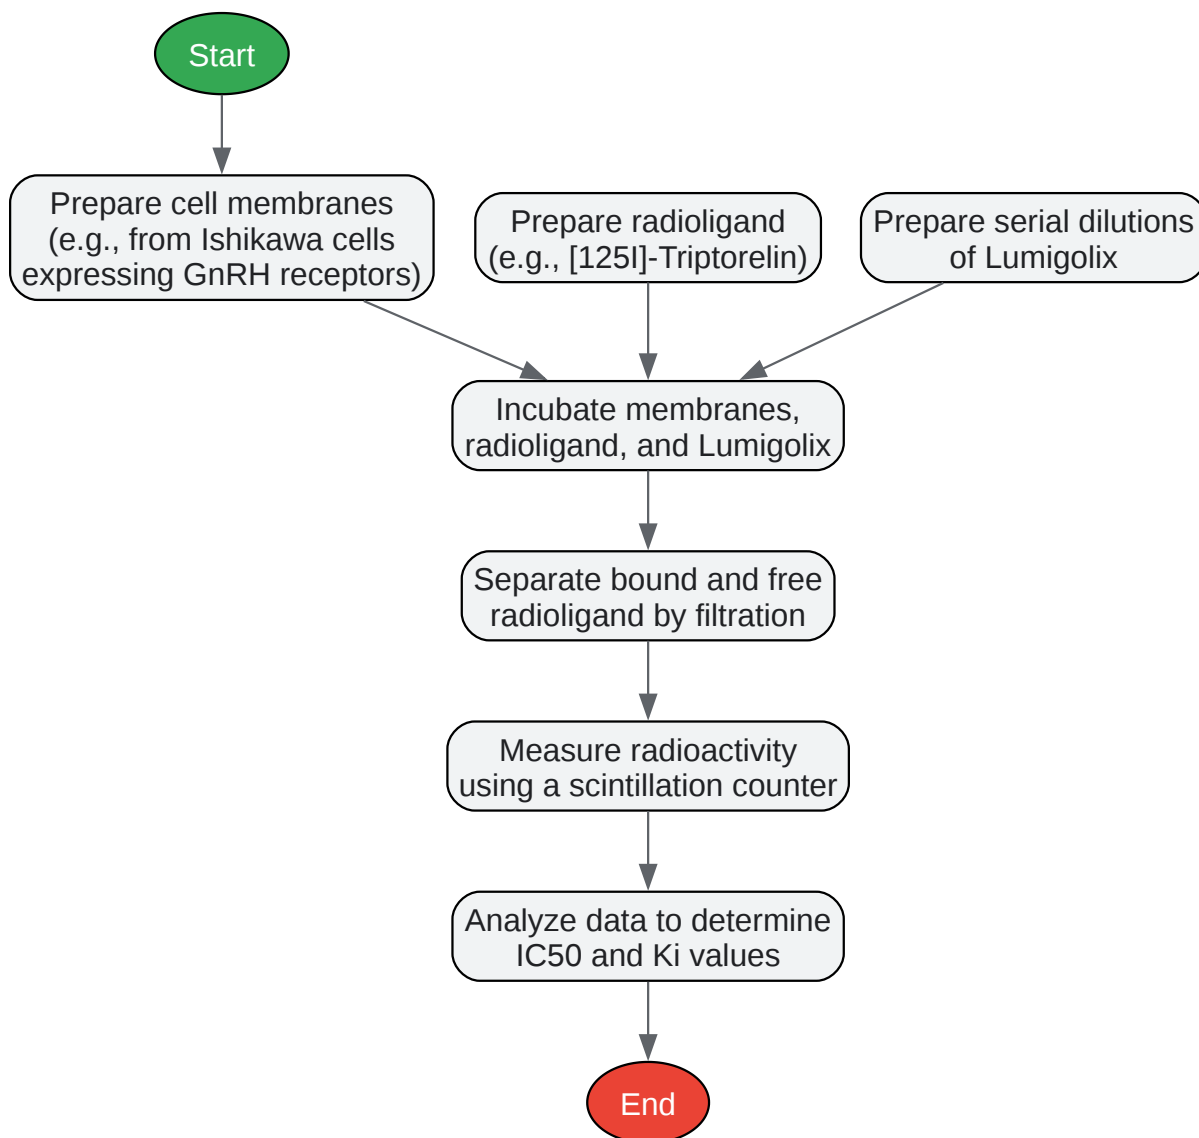 Start
Prepare cell membranes
(e.g., from Ishikawa cells
expressing GnRH receptors)
Prepare radioligand
(e.g., [125I]-Triptorelin)
Prepare serial dilutions
of Lumigolix
Incubate membranes,
radioligand, and Lumigolix
Separate bound and free
radioligand by filtration
Measure radioactivity
using a scintillation counter
Analyze data to determine
IC50 and Ki values
End